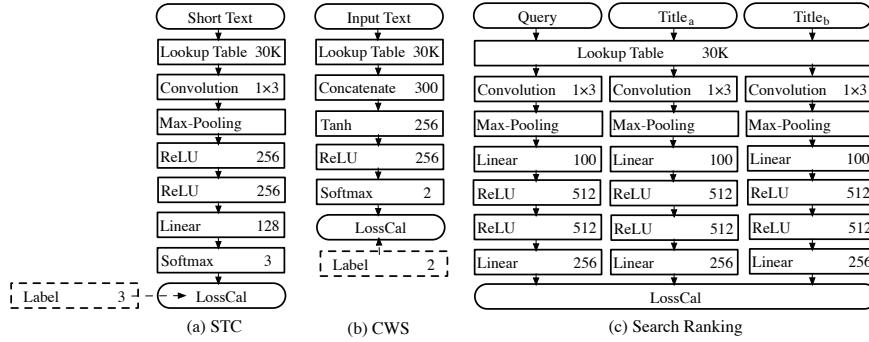 Short Text
Lookup Table 30K
Convolution 1×3
Max-Pooling
ReLU 256
ReLU 256
Linear 128
Softmax 3
Label 3
LossCal
(a) STC
Input Text
Lookup Table 30K
Concatenate 300
Tanh 256
ReLU 256
Softmax 2
LossCal
Label 2
(b) CWS
Query Title_a Title_b
Lookup Table 30K
Convolution 1×3 Convolution 1×3 Convolution 1×3
Max-Pooling Max-Pooling Max-Pooling
Linear 100 Linear 100 Linear 100
ReLU 512 ReLU 512 ReLU 512
ReLU 512 ReLU 512 ReLU 512
Linear 256 Linear 256 Linear 256
LossCal
(c) Search Ranking